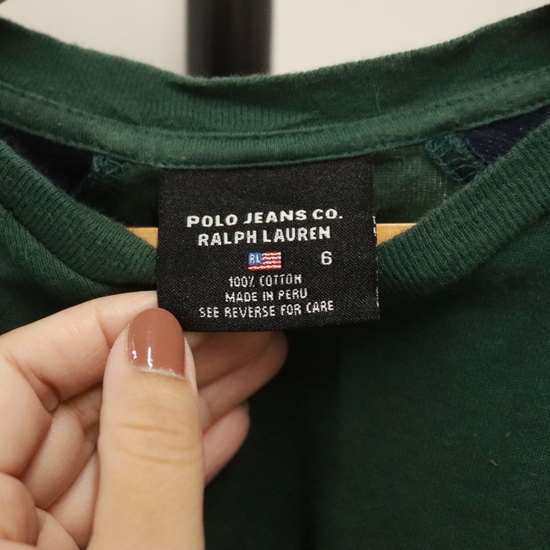 POLO JEANS CO.
RALPH LAUREN
RL 6
100% COTTON
MADE IN PERU
SEE REVERSE FOR CARE